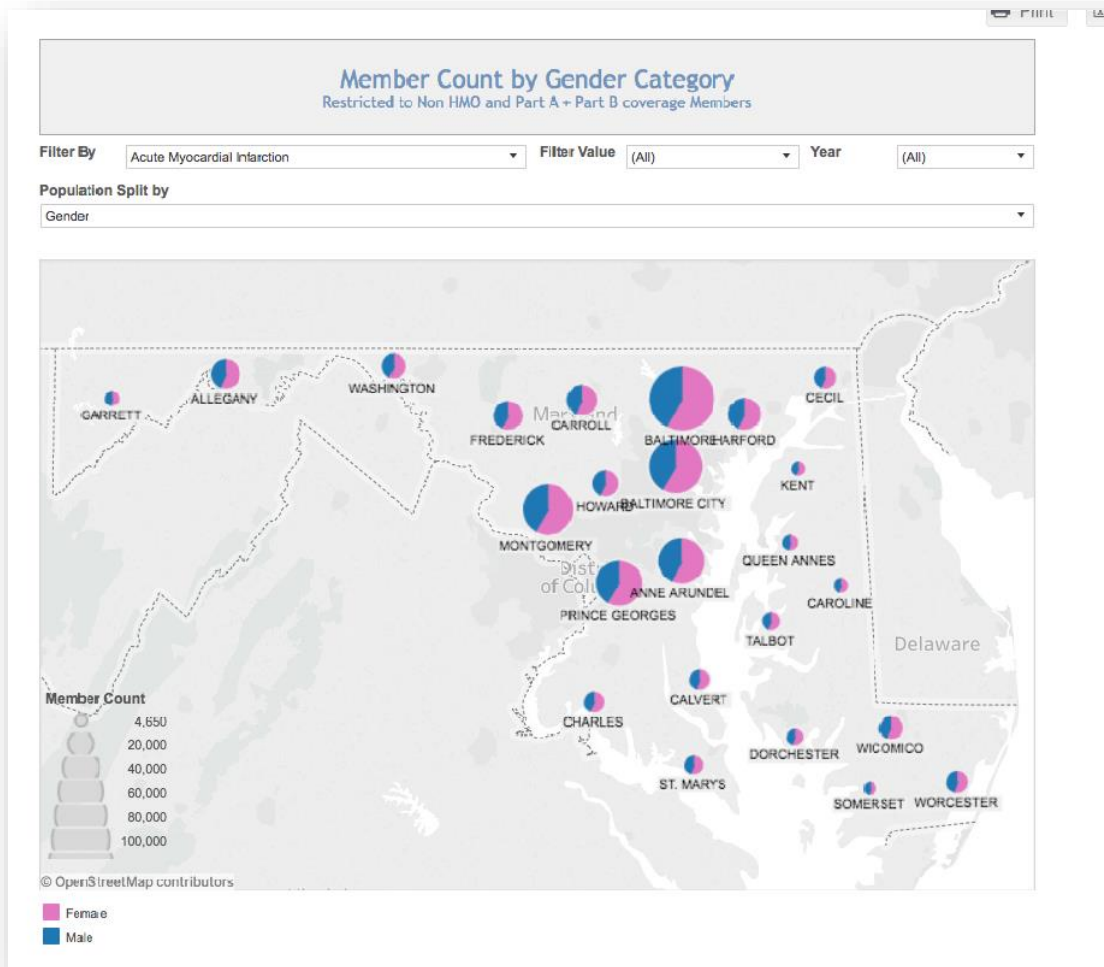 Print
Member Count by Gender Category
Restricted to Non HMO and Part A + Part B coverage Members
Filter By
Acute Myocardial Infarction
Filter Value
(All)
Year
(All)
Population Split by
Gender
GARRETT
ALLEGANY
WASHINGTON
FREDERICK
Maryland
CARROLL
BALTIMORE
HARFORD
CECIL
KENT
HOWARD
BALTIMORE CITY
MONTGOMERY
QUEEN ANNES
ANNE ARUNDEL
PRINCE GEORGES
CAROLINE
TALBOT
Delaware
CALVERT
CHARLES
DORCHESTER
WICOMICO
ST. MARYS
SOMERSET
WORCESTER
Member Count
4,650
20,000
40,000
60,000
80,000
100,000
© OpenStreetMap contributors
Female
Male